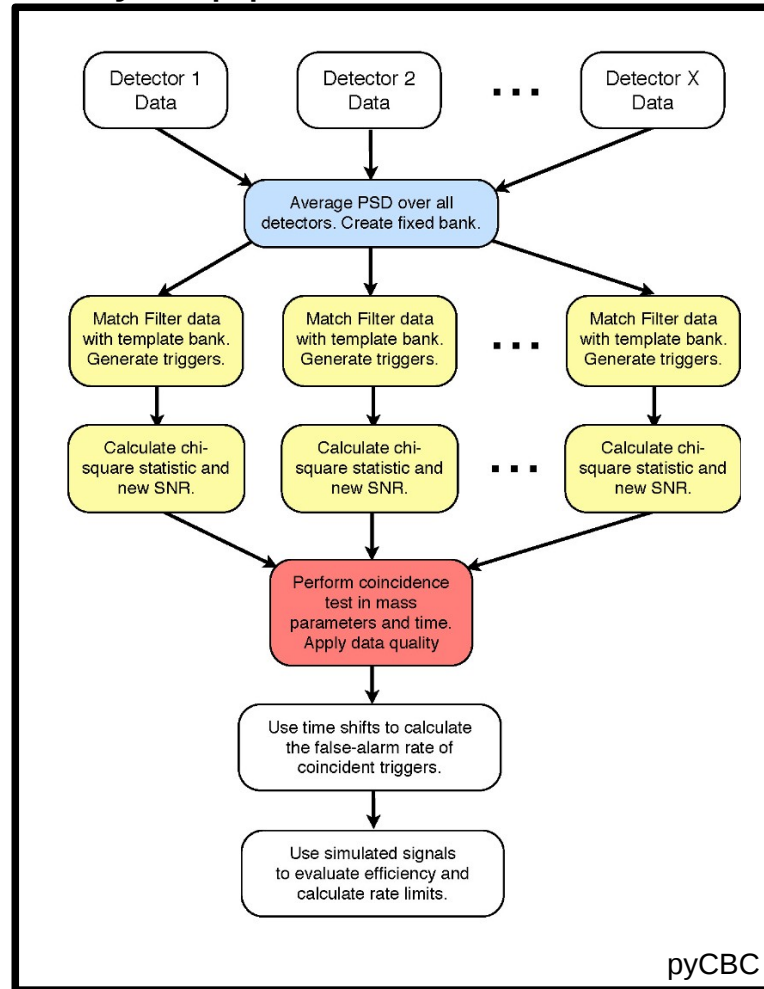 Detector 1
Data
Detector 2
Data
...
Detector X
Data
Average PSD over all
detectors. Create fixed bank.
Match Filter data
with template bank.
Generate triggers.
Match Filter data
with template bank.
Generate triggers.
...
Match Filter data
with template bank.
Generate triggers.
Calculate chi-
square statistic and
new SNR.
Calculate chi-
square statistic and
new SNR.
...
Calculate chi-
square statistic and
new SNR.
Perform coincidence
test in mass
parameters and time.
Apply data quality
Use time shifts to calculate
the false-alarm rate of
coincident triggers.
Use simulated signals
to evaluate efficiency and
calculate rate limits.
pyCBC